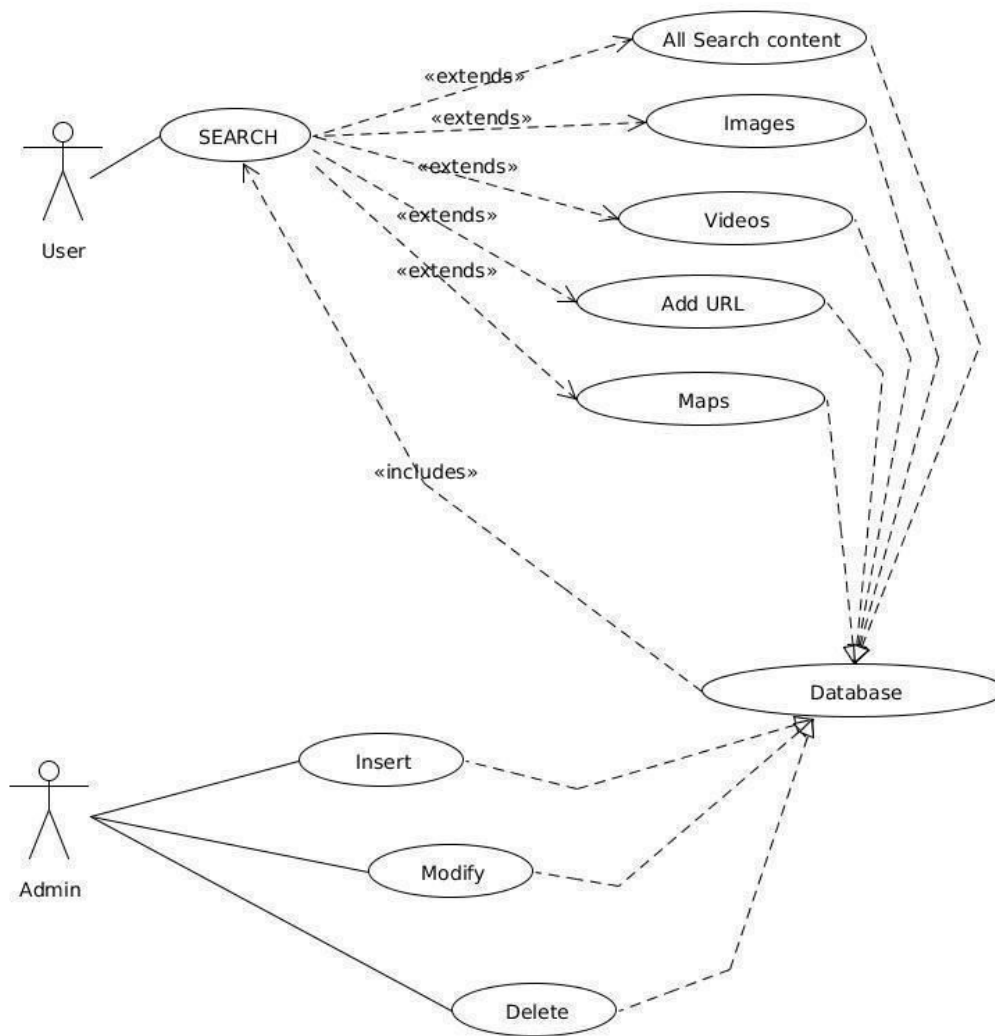 All Search content
«extends»
SEARCH
«extends»
Images
«extends»
User
«extends»
Videos
«extends»
Add URL
Maps
«includes»
Database
Insert
Admin
Modify
Delete